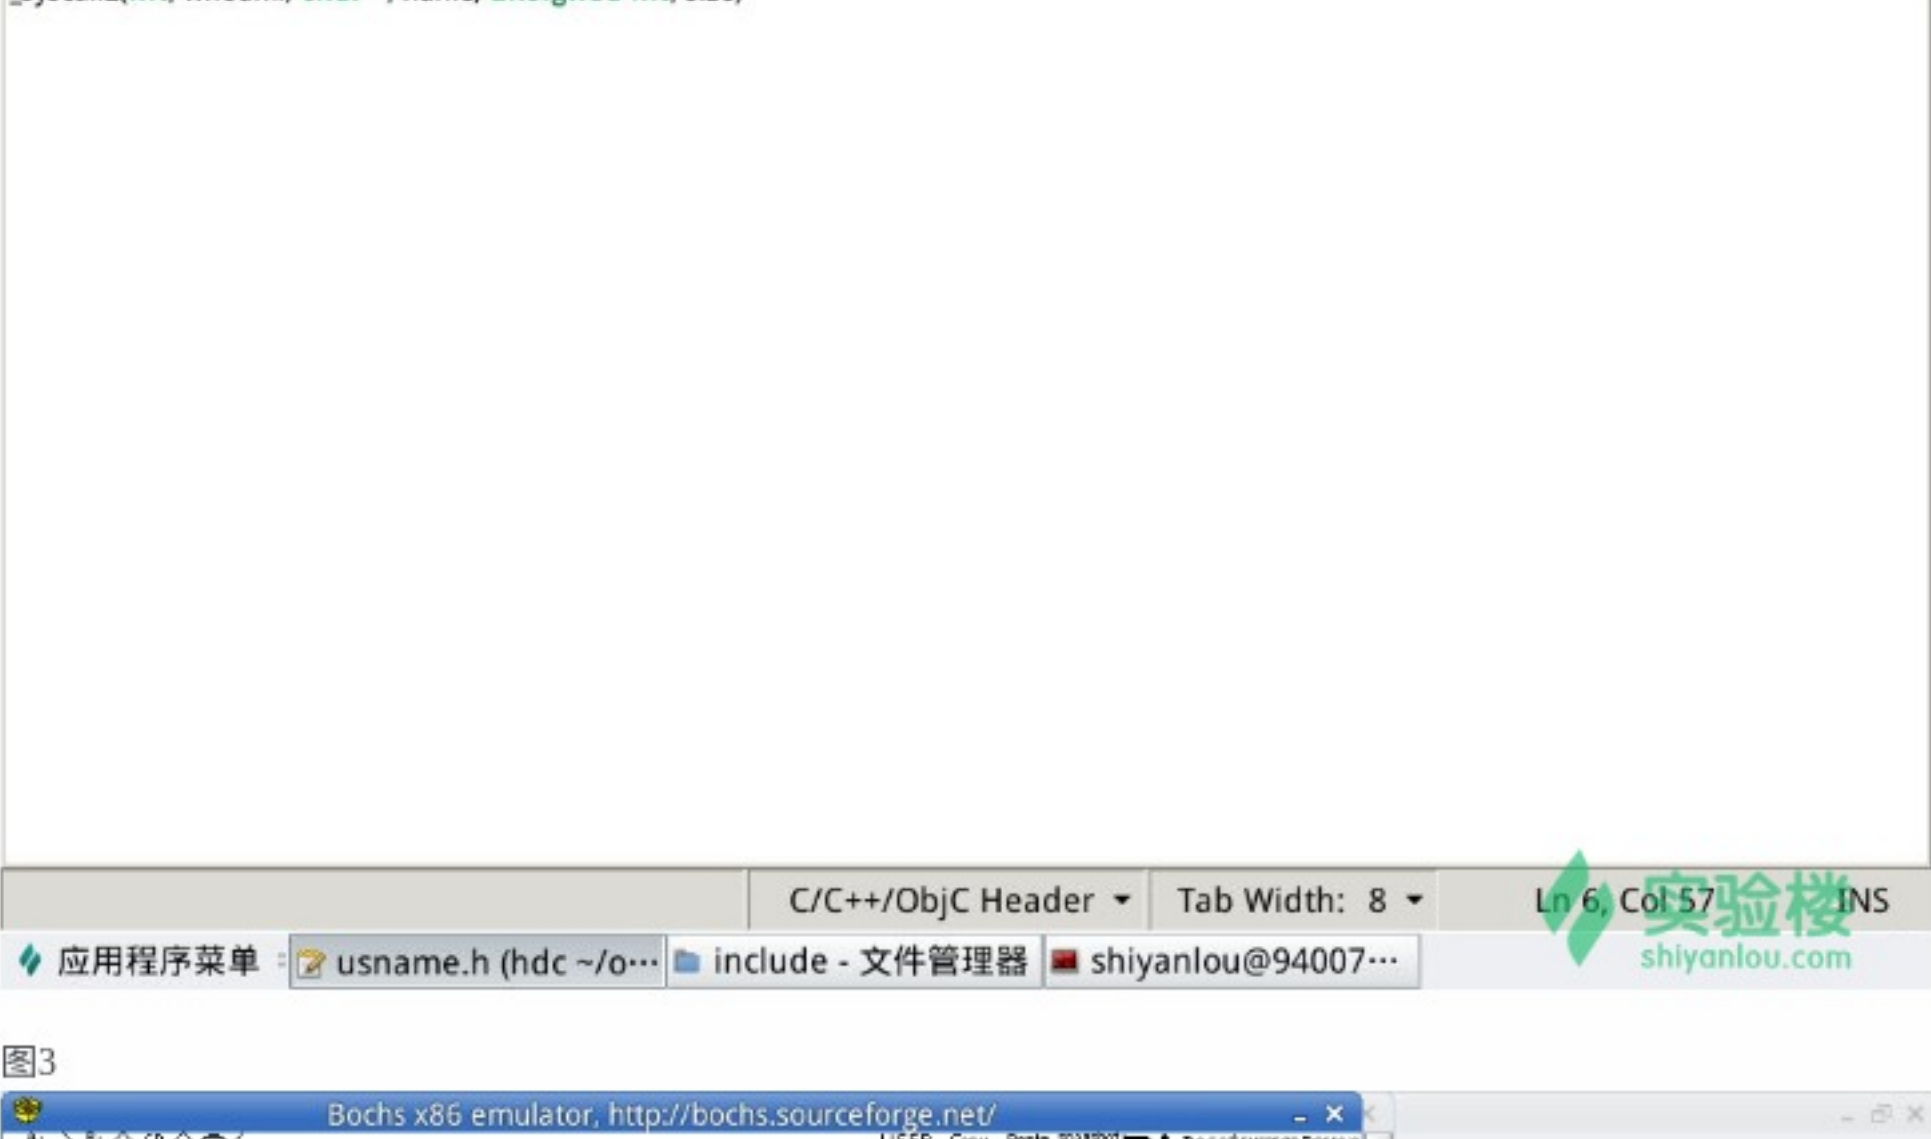 C/C++/ObjC Header Tab Width: 8 Ln 6, Col 57 INS
实验楼
shiyanlou.com
应用程序菜单 usname.h (hdc ~/o··· include - 文件管理器 shiyanlou@94007···
图3
Bochs x86 emulator, http://bochs.sourceforge.net/